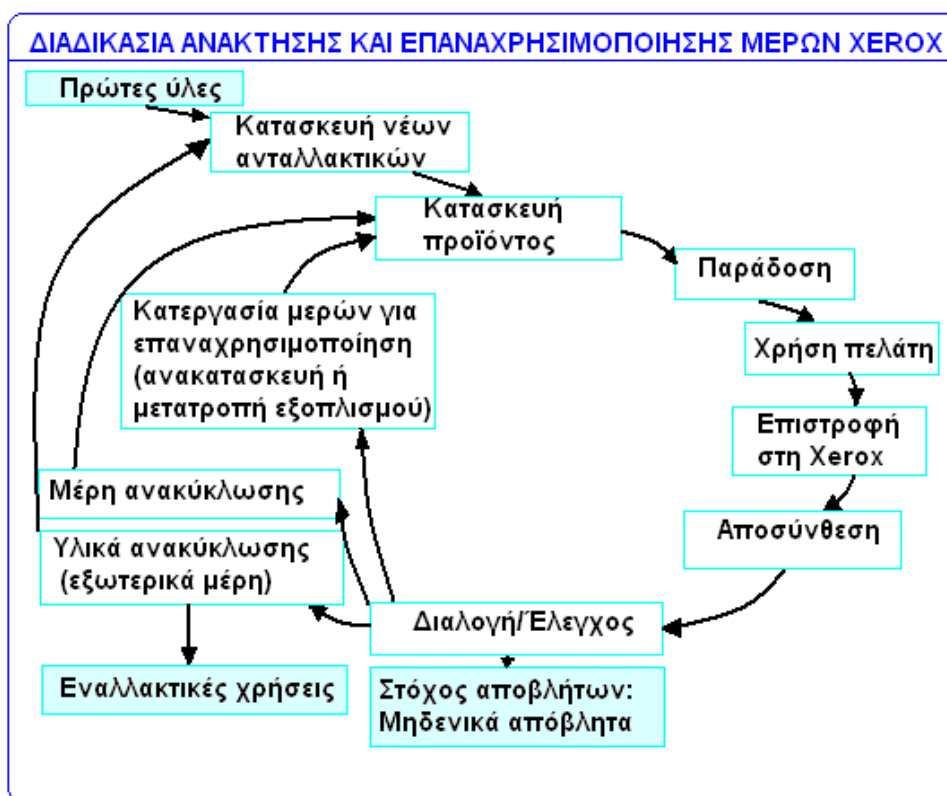 ΔΙΑΔΙΚΑΣΙΑ ΑΝΑΚΤΗΣΗΣ ΚΑΙ ΕΠΑΝΑΧΡΗΣΙΜΟΠΟΙΗΣΗΣ ΜΕΡΩΝ XEROX
Πρώτες ύλες
Κατασκευή νέων
ανταλλακτικών
Κατασκευή
προϊόντος
Παράδοση
Κατεργασία μερών για
επαναχρησιμοποίηση
(ανακατασκευή ή
μετατροπή εξοπλισμού)
Χρήση πελάτη
Επιστροφή
στη Xerox
Μέρη ανακύκλωσης
Αποσύνθεση
Υλικά ανακύκλωσης
(εξωτερικά μέρη)
Διαλογή/Έλεγχος
Εναλλακτικές χρήσεις
Στόχος αποβλήτων:
Μηδενικά απόβλητα